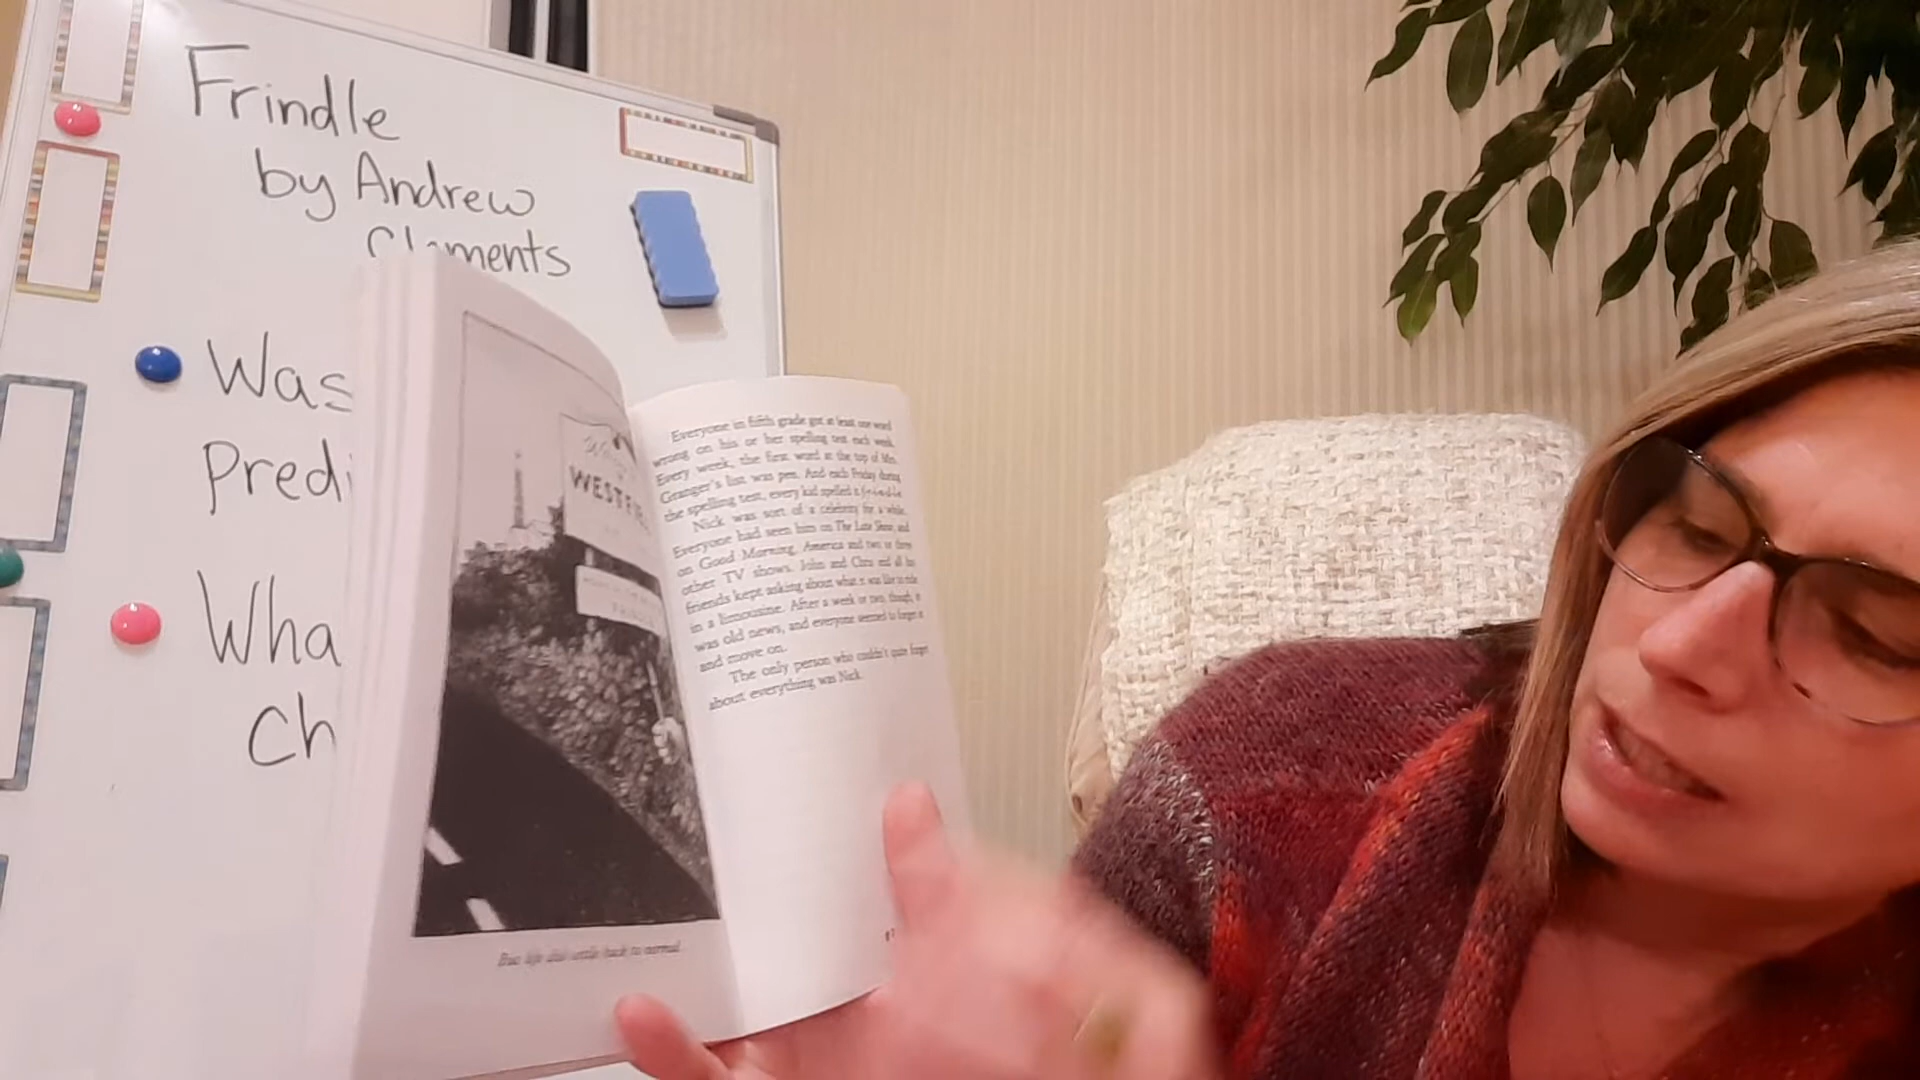 Frindle
by Andrew
Clements
Was
predi
Wha
ch
WESTFIE
But life did settle back to normal
Everyone in fifth grade got at least one word
wrong on his or her spelling test each week.
Every week, the first word at the top of Mrs.
Granger's list was pen. And each Friday during
the spelling test, every kid spelled it frindle
Nick was sort of a celebrity for a while.
Everyone had seen him on The Late Show, and
on Good Morning, America and two or three
other TV shows. John and Chris and all his
friends kept asking about what it was like to ride
in a limousine. After a week or two, though, it
was old news, and everyone seemed to forget it
and move on.
The only person who couldn't quite forget
about everything was Nick.